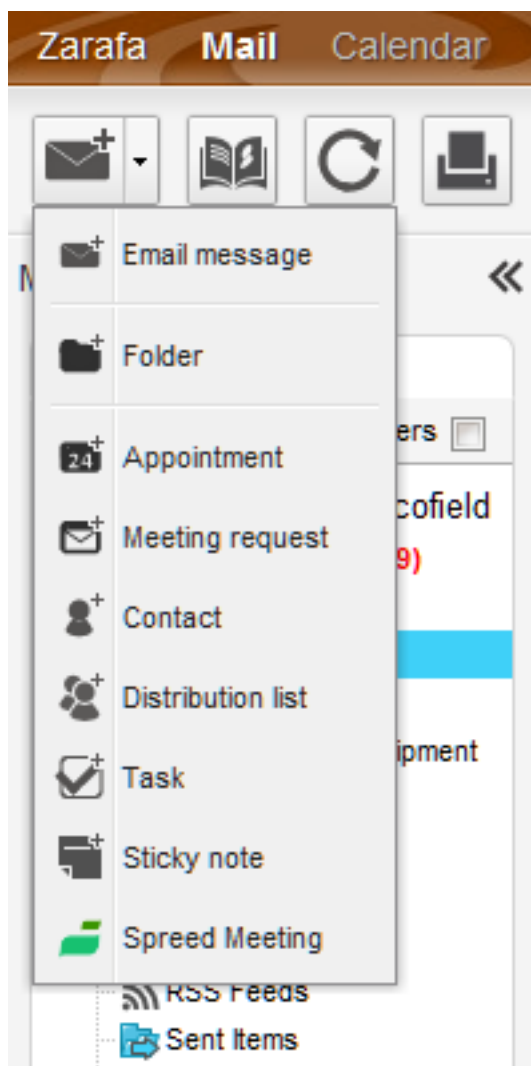 Zarafa Mail Calendar
Email message
Folder
ers
24 Appointment
cofield
Meeting request
9)
Contact
Distribution list
ipment
Task
Sticky note
Spreed Meeting
RSS Feeds
Sent Items